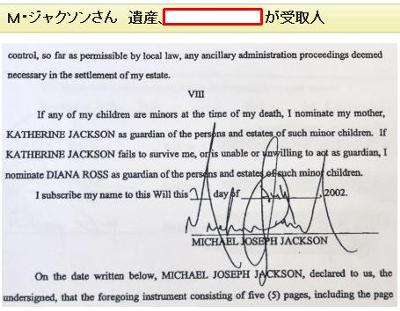 M・ジャクソンさん　遺産、が受取人
control, so far as permissible by local law, any ancillary administration proceedings deemed
necessary in the settlement of my estate.
VIII
If any of my children are minors at the time of my death, I nominate my mother,
KATHERINE JACKSON as guardian of the persons and estates of such minor children. If
KATHERINE JACKSON fails to survive me, or is unable or unwilling to act as guardian, I
nominate DIANA ROSS as guardian of the persons and estates of such minor children.
I subscribe my name to this Will this 7 day of July, 2002.
MICHAEL JOSEPH JACKSON
On the date written below, MICHAEL JOSEPH JACKSON, declared to us, the
undersigned, that the foregoing instrument consisting of five (5) pages, including the page